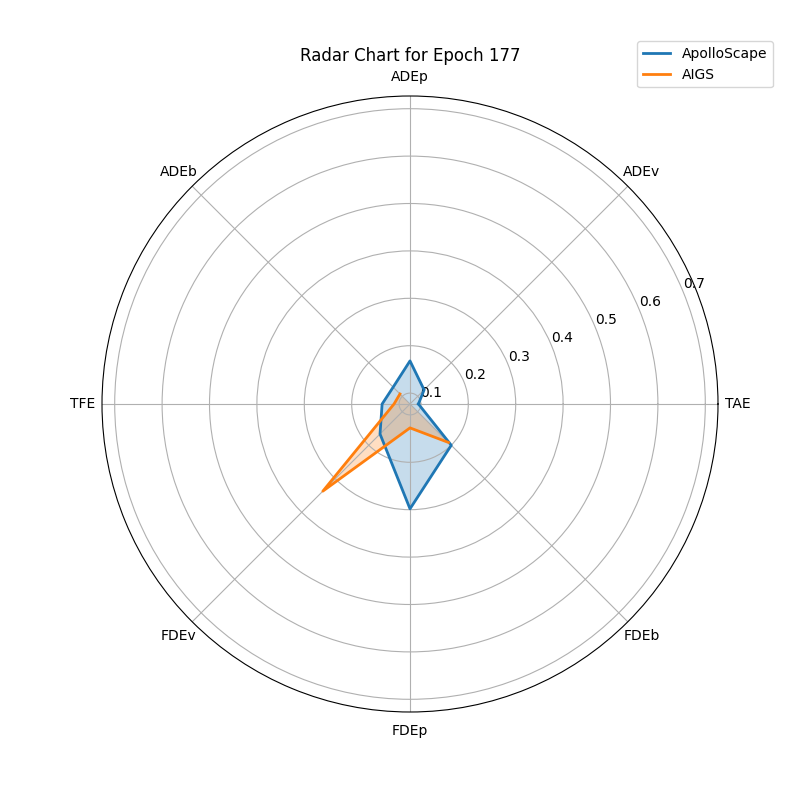 Radar Chart for Epoch 177
ApolloScape
AIGS
ADEp
ADEb
ADEv
0.7
0.6
0.5
0.4
0.3
0.2
0.1
TFE
TAE
FDEv
FDEb
FDEp